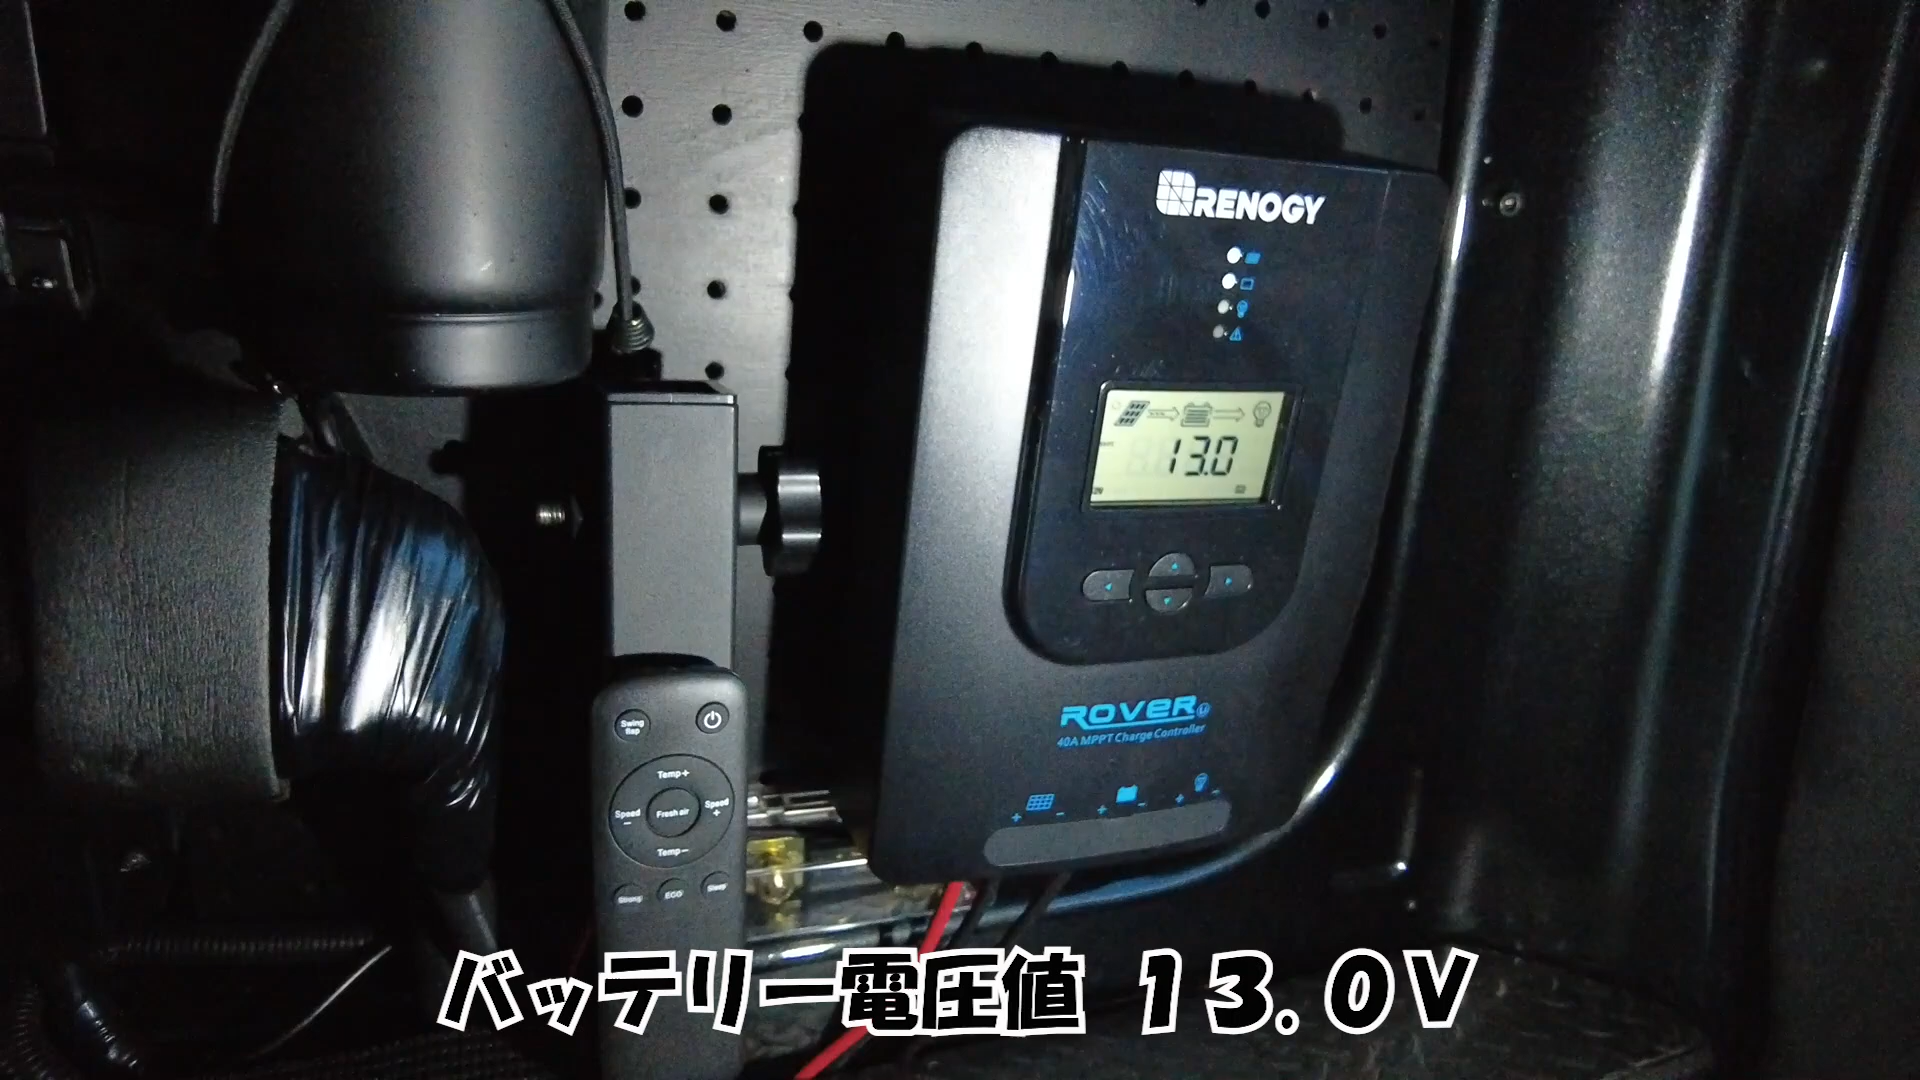 RENOGY
13.0
ROVER Li
40A MPPT Charge Controller
+ -
+ -
+ -
Swing
flap
Temp+
Speed
-
Fresh air
Speed
+
Temp-
Strong
ECO
Sleep
バッテリー電圧値 13.0V